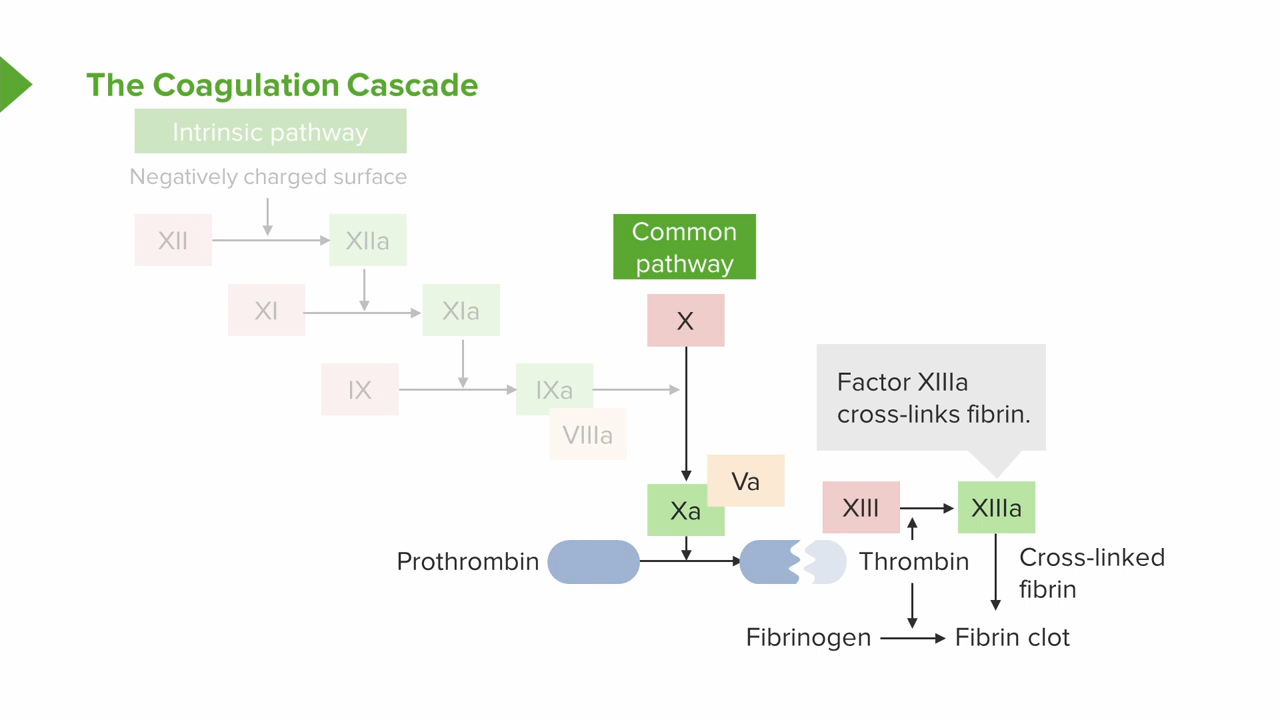 The Coagulation Cascade
Intrinsic pathway
Negatively charged surface
XII
XIIa
XI
XIa
IX
IXa
VIIIa
Common
pathway
X
Xa
Va
Factor XIIIa
cross-links fibrin.
XIII
XIIIa
Prothrombin
Thrombin
Cross-linked
fibrin
Fibrinogen
Fibrin clot